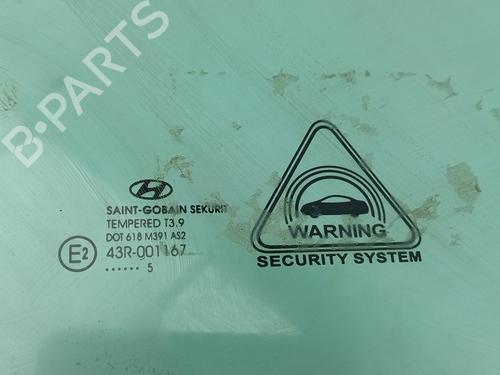 B-PARTS
SAINT-GOBAIN SEKURIT
TEMPERED T3.9
DOT 618 M391 AS2
E2 43R-001167
...... 5
WARNING
SECURITY SYSTEM